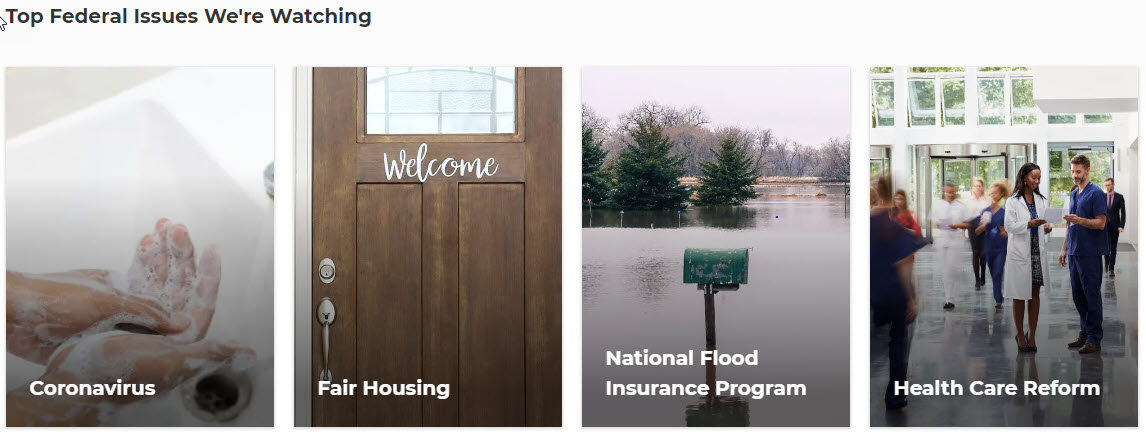 Top Federal Issues We're Watching
Welcome
Coronavirus
Fair Housing
National Flood
Insurance Program
Health Care Reform